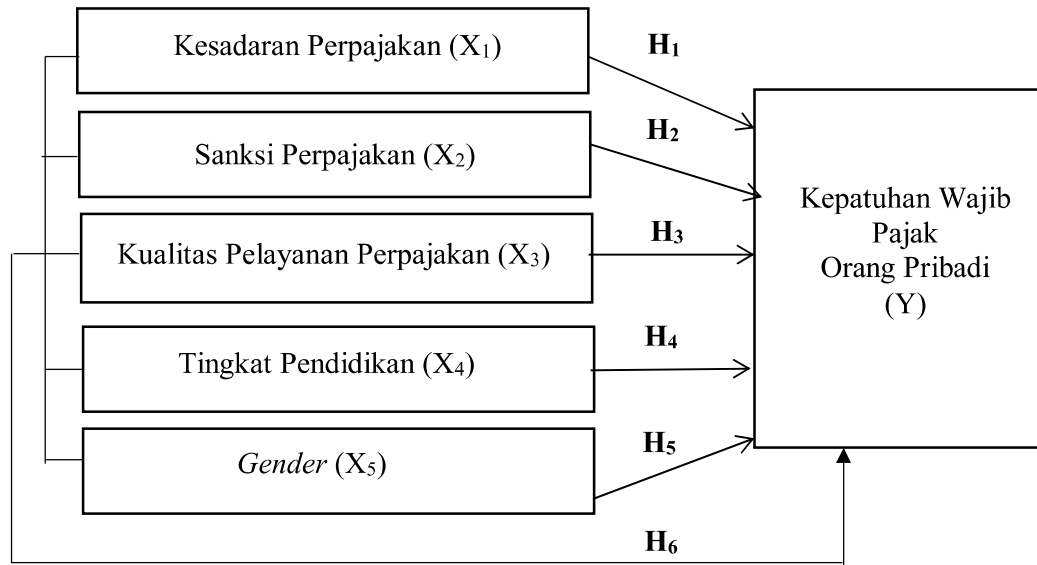 Kesadaran Perpajakan (X₁)
H₁
Sanksi Perpajakan (X₂)
H₂
Kualitas Pelayanan Perpajakan (X₃)
H₃
Tingkat Pendidikan (X₄)
H₄
Gender (X₅)
H₅
H₆
Kepatuhan Wajib
Pajak
Orang Pribadi
(Y)